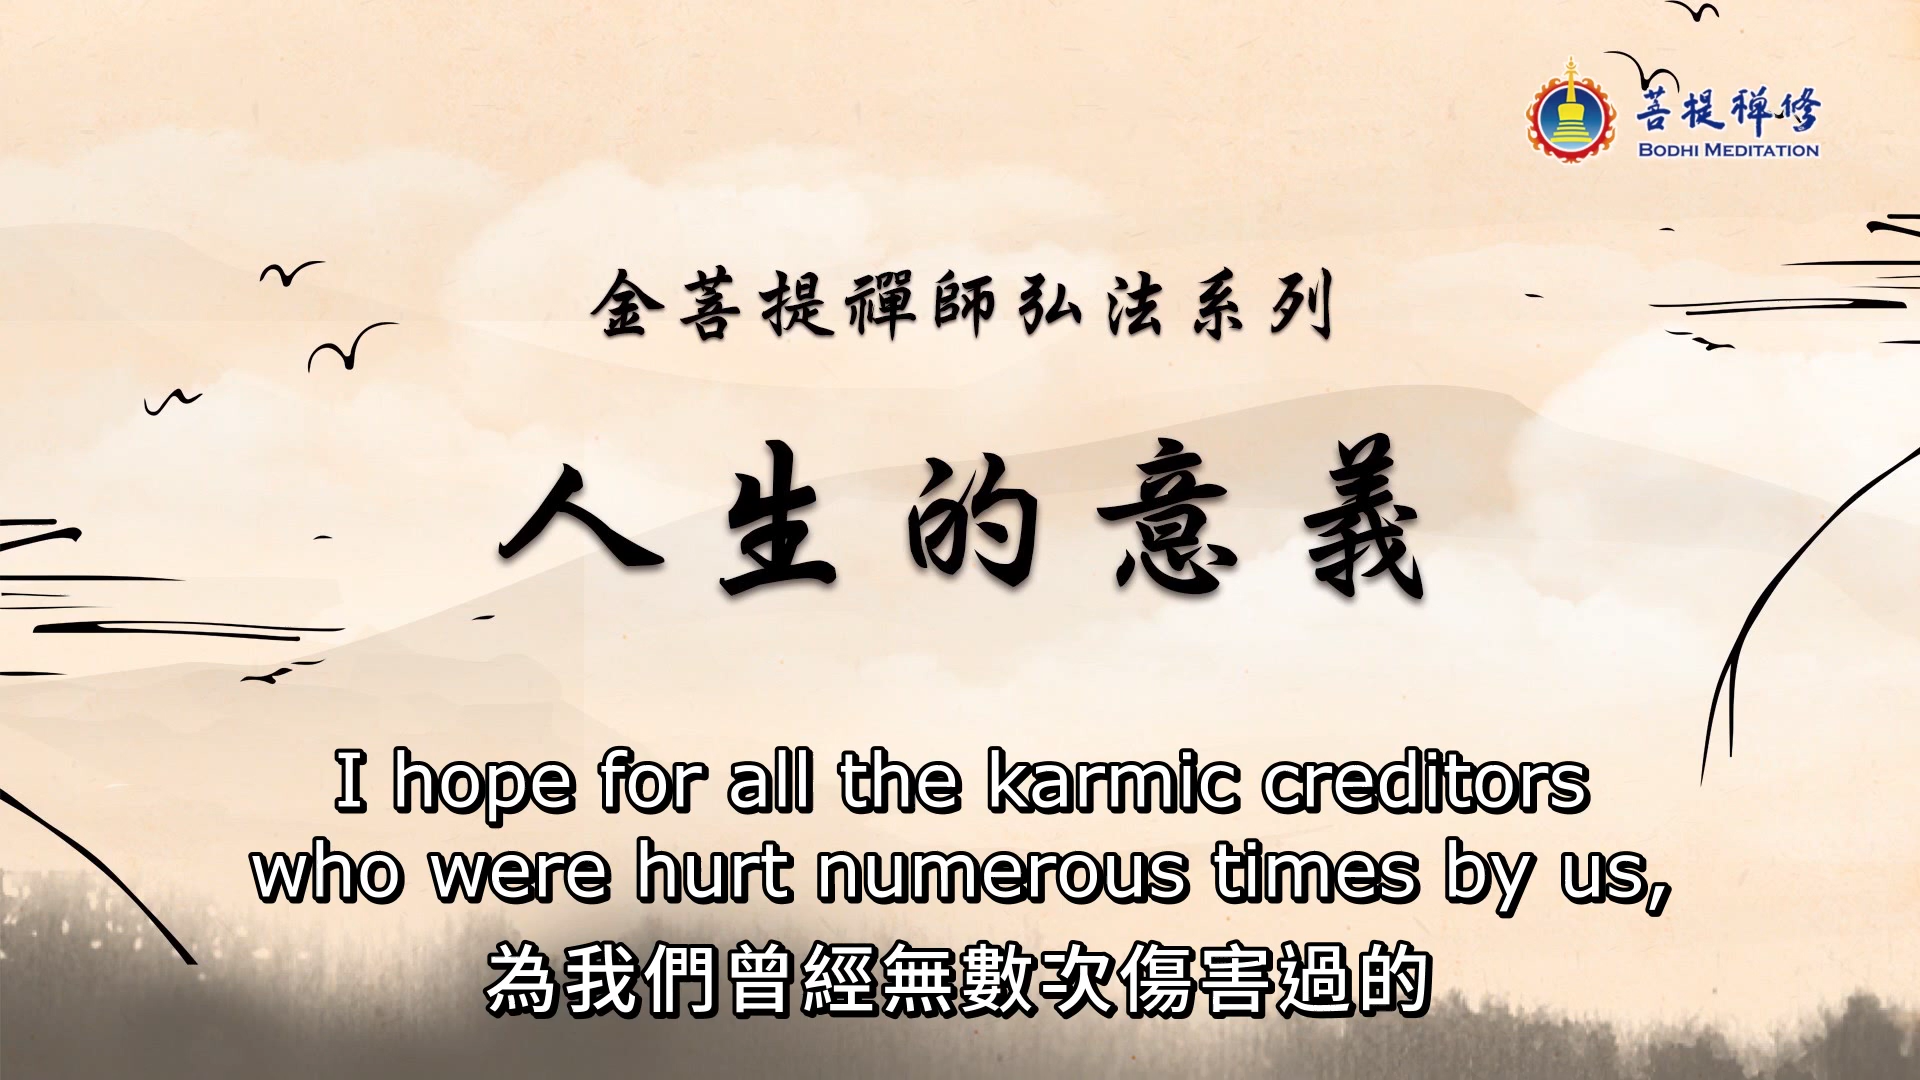 菩提禪修
BODHI MEDITATION
金菩提禪師弘法系列
人生的意義
I hope for all the karmic creditors
who were hurt numerous times by us,
為我們曾經無數次傷害過的